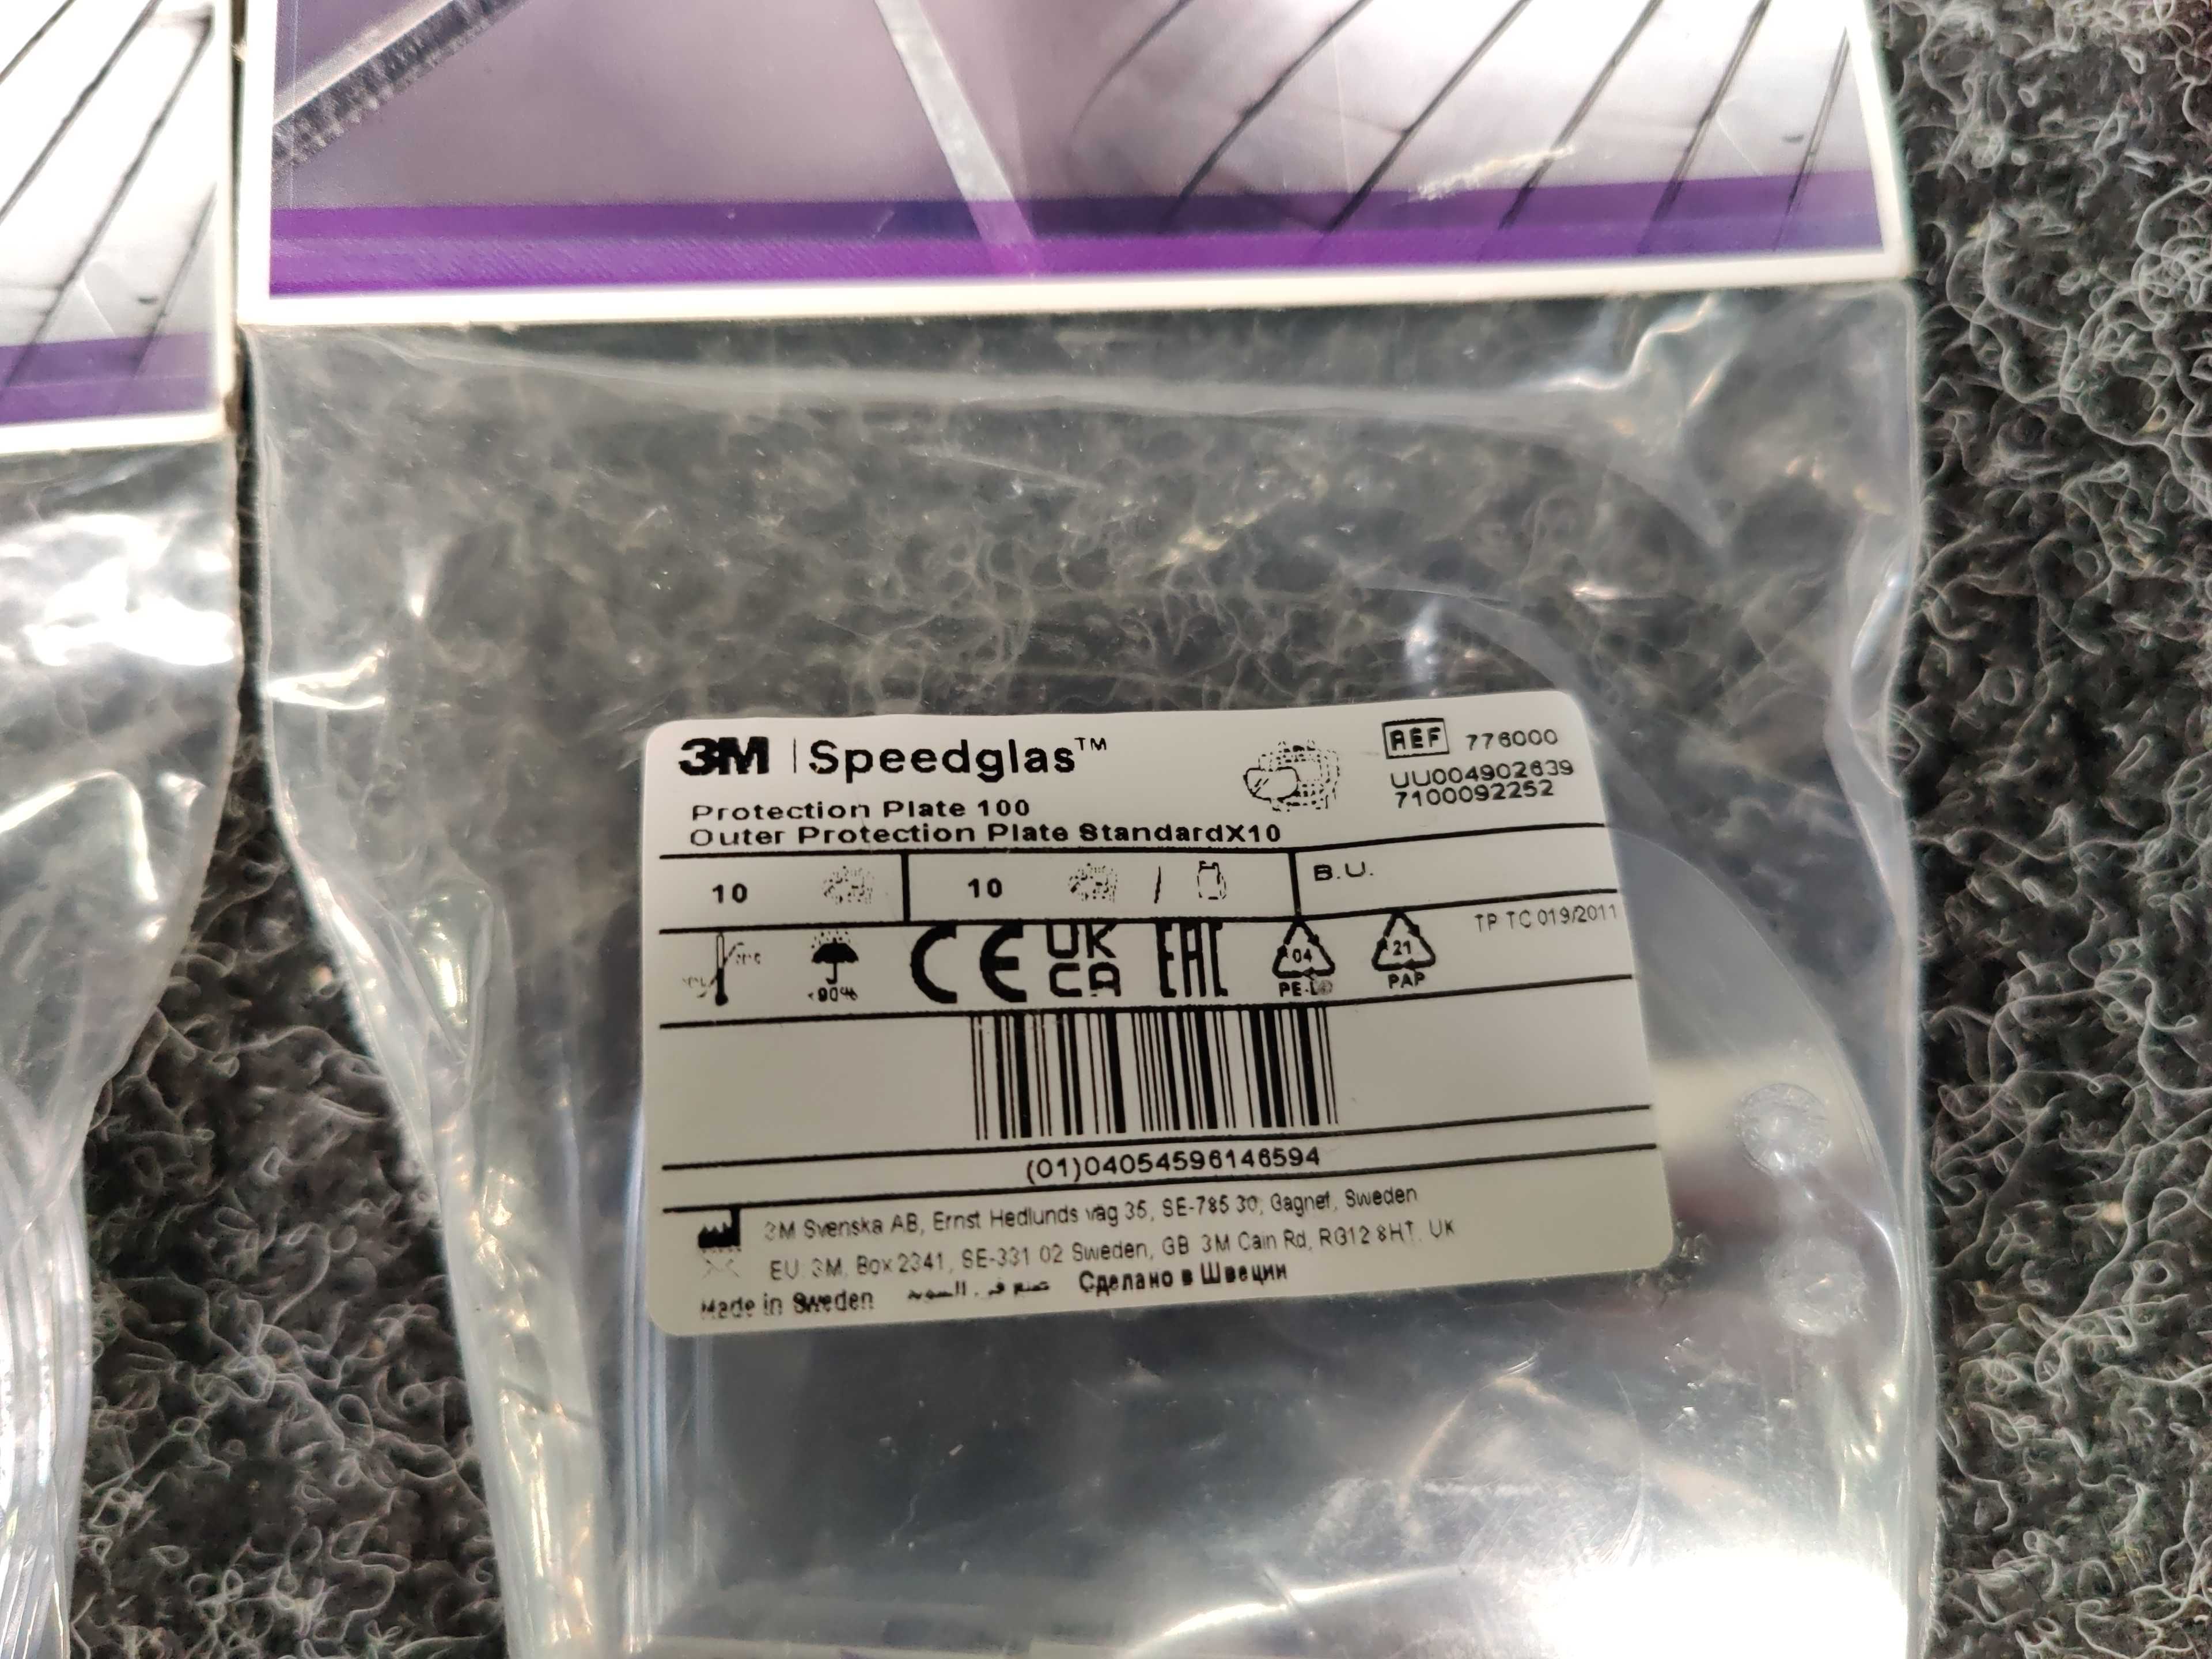 3M | Speedglas™
REF 776000
UU004902639
7100092252
Protection Plate 100
Outer Protection Plate StandardX10
10 10 / B.U.
<90%
CE UK CA EAC
04 PE-LD
21 PAP
TP TC 019/2011
(01)04054596146594
3M Svenska AB, Ernst Hedlunds väg 35, SE-785 30, Gagnef, Sweden
EU: 3M, Box 2341, SE-331 02 Sweden, GB: 3M Cain Rd, RG12 8HT, UK
Made in Sweden صنع في السويد Сделано в Швеции